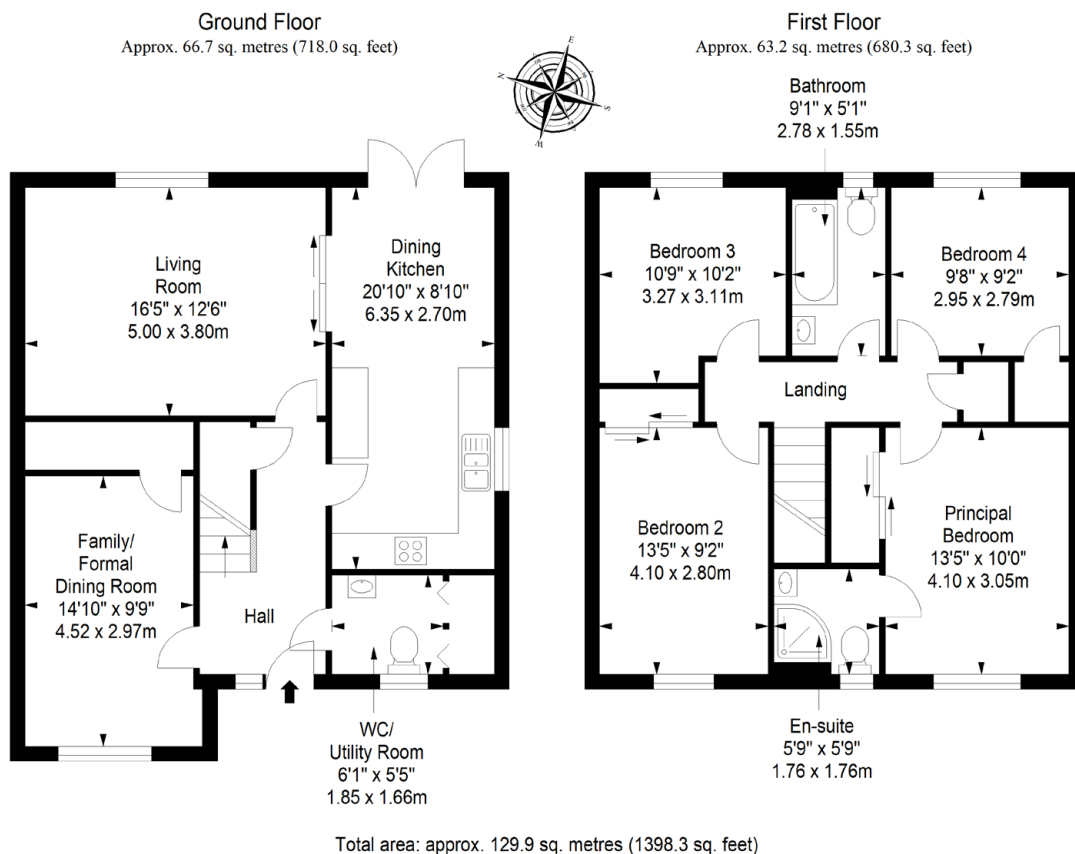 Ground Floor
Approx. 66.7 sq. metres (718.0 sq. feet)
First Floor
Approx. 63.2 sq. metres (680.3 sq. feet)
E
N
S
W
Bathroom
9'1" x 5'1"
2.78 x 1.55m
Living
Room
16'5" x 12'6"
5.00 x 3.80m
Dining
Kitchen
20'10" x 8'10"
6.35 x 2.70m
Bedroom 3
10'9" x 10'2"
3.27 x 3.11m
Bedroom 4
9'8" x 9'2"
2.95 x 2.79m
Landing
Family/
Formal
Dining Room
14'10" x 9'9"
4.52 x 2.97m
Hall
Bedroom 2
13'5" x 9'2"
4.10 x 2.80m
Principal
Bedroom
13'5" x 10'0"
4.10 x 3.05m
WC/
Utility Room
6'1" x 5'5"
1.85 x 1.66m
En-suite
5'9" x 5'9"
1.76 x 1.76m
Total area: approx. 129.9 sq. metres (1398.3 sq. feet)